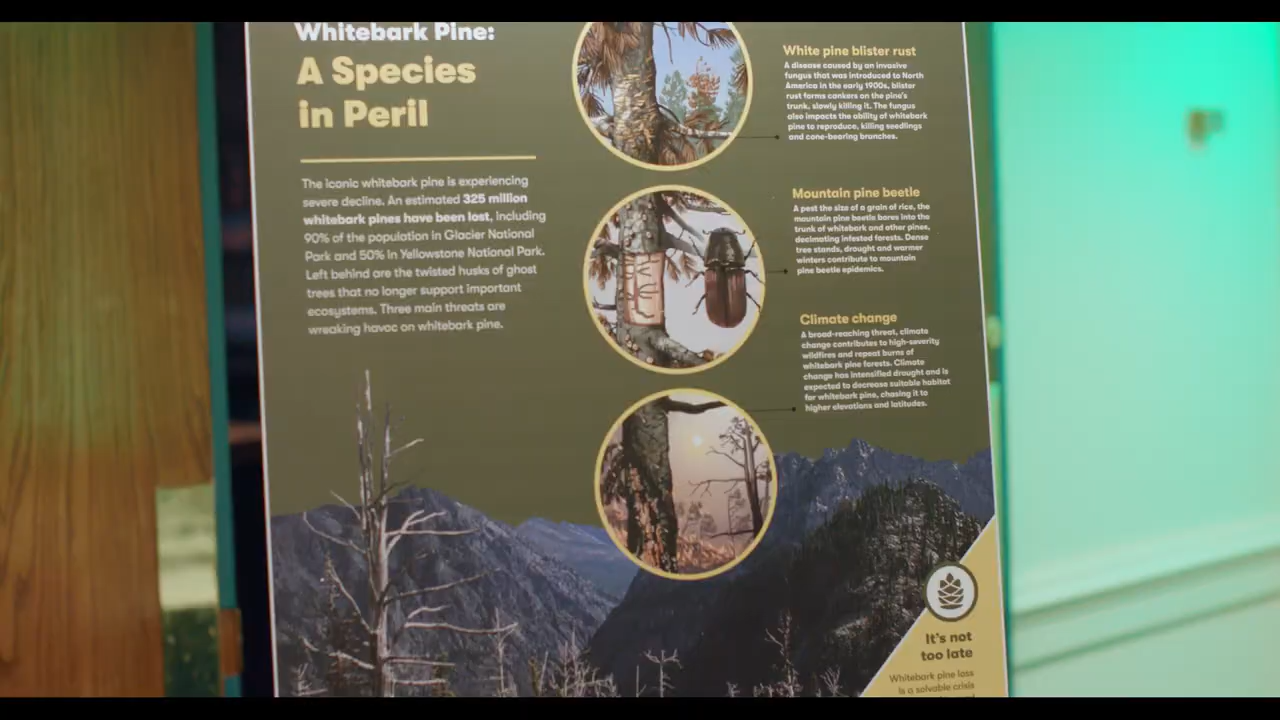 Whitebark Pine:
A Species
in Peril
The iconic whitebark pine is experiencing
severe decline. An estimated 325 million
whitebark pines have been lost, including
90% of the population in Glacier National
Park and 50% in Yellowstone National Park.
Left behind are the twisted husks of ghost
trees that no longer support important
ecosystems. Three main threats are
wreaking havoc on whitebark pine.
White pine blister rust
A disease caused by an invasive
fungus that was introduced to North
America in the early 1900s, blister
rust forms cankers on the pine's
trunk, slowly killing it. The fungus
also impacts the ability of whitebark
pine to reproduce, killing seedlings
and cone-bearing branches.
Mountain pine beetle
A pest the size of a grain of rice, the
mountain pine beetle bores into the
trunk of whitebark and other pines,
decimating infested forests. Dense
tree stands, drought and warmer
winters contribute to mountain
pine beetle epidemics.
Climate change
A broad-reaching threat, climate
change contributes to high-severity
wildfires and repeat burns of
whitebark pine forests. Climate
change has intensified drought and is
expected to decrease suitable habitat
for whitebark pine, chasing it to
higher elevations and latitudes.
It's not
too late
Whitebark pine loss
is a solvable crisis